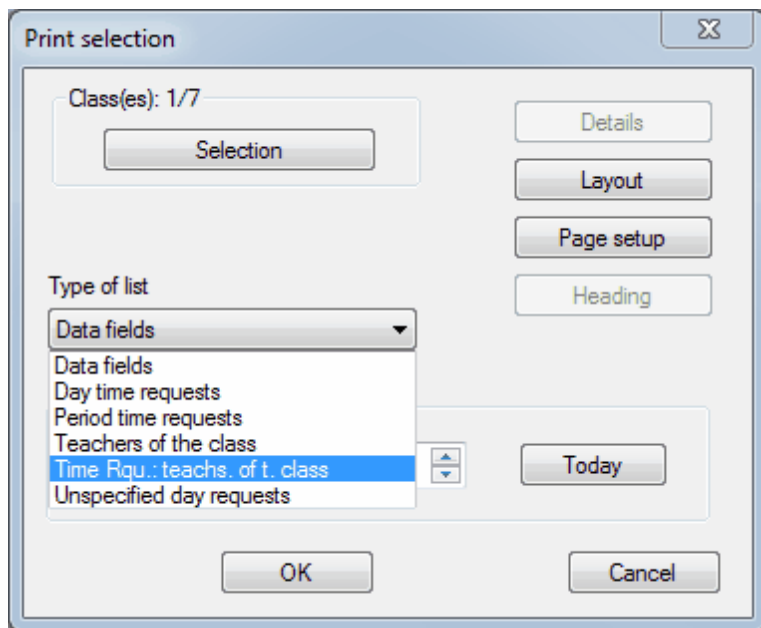 Print selection
Class(es): 1/7
Selection
Details
Layout
Page setup
Heading
Type of list
Data fields
Data fields
Day time requests
Period time requests
Teachers of the class
Time Rqu.: teachs. of t. class
Unspecified day requests
Today
OK
Cancel